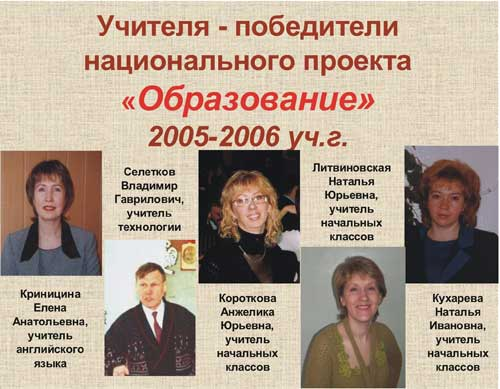 Учителя - победители
национального проекта
«Образование»
2005-2006 уч.г.
Криницина
Елена
Анатольевна,
учитель
английского
языка
Селетков
Владимир
Гаврилович,
учитель
технологии
Короткова
Анжелика
Юрьевна,
учитель
начальных
классов
Литвиновская
Наталья
Юрьевна,
учитель
начальных
классов
Кухарева
Наталья
Ивановна,
учитель
начальных
классов